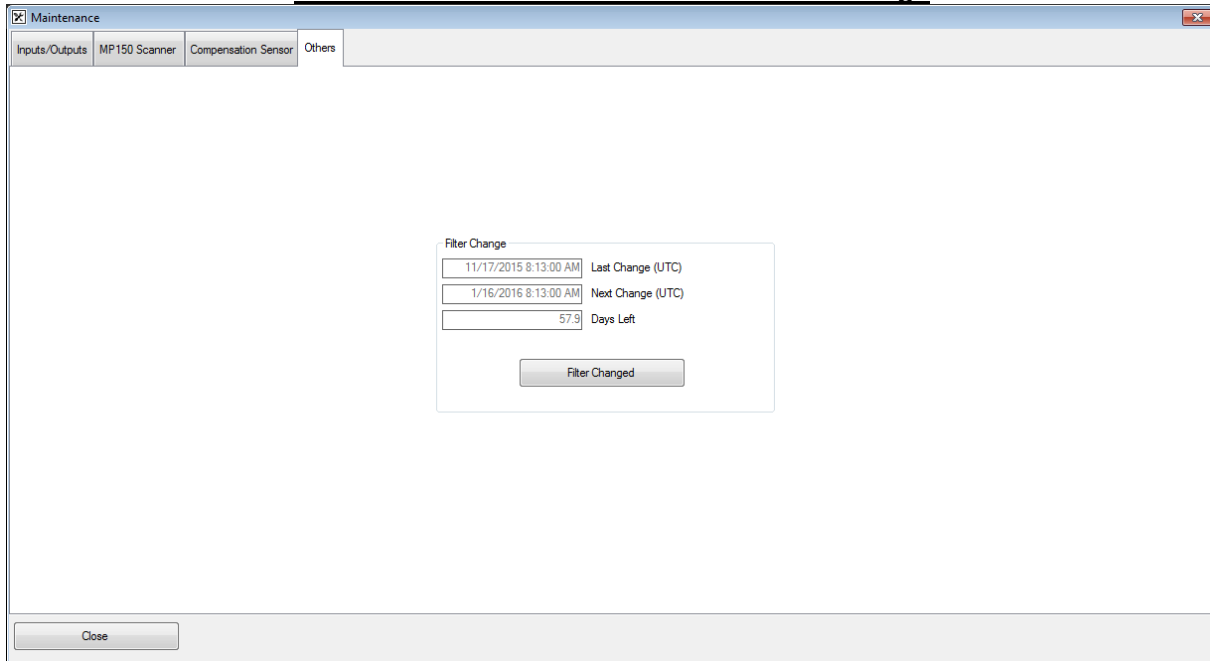 Maintenance
Inputs/Outputs MP150 Scanner Compensation Sensor Others
Filter Change
11/17/2015 8:13:00 AM Last Change (UTC)
1/16/2016 8:13:00 AM Next Change (UTC)
57.9 Days Left
Filter Changed
Close